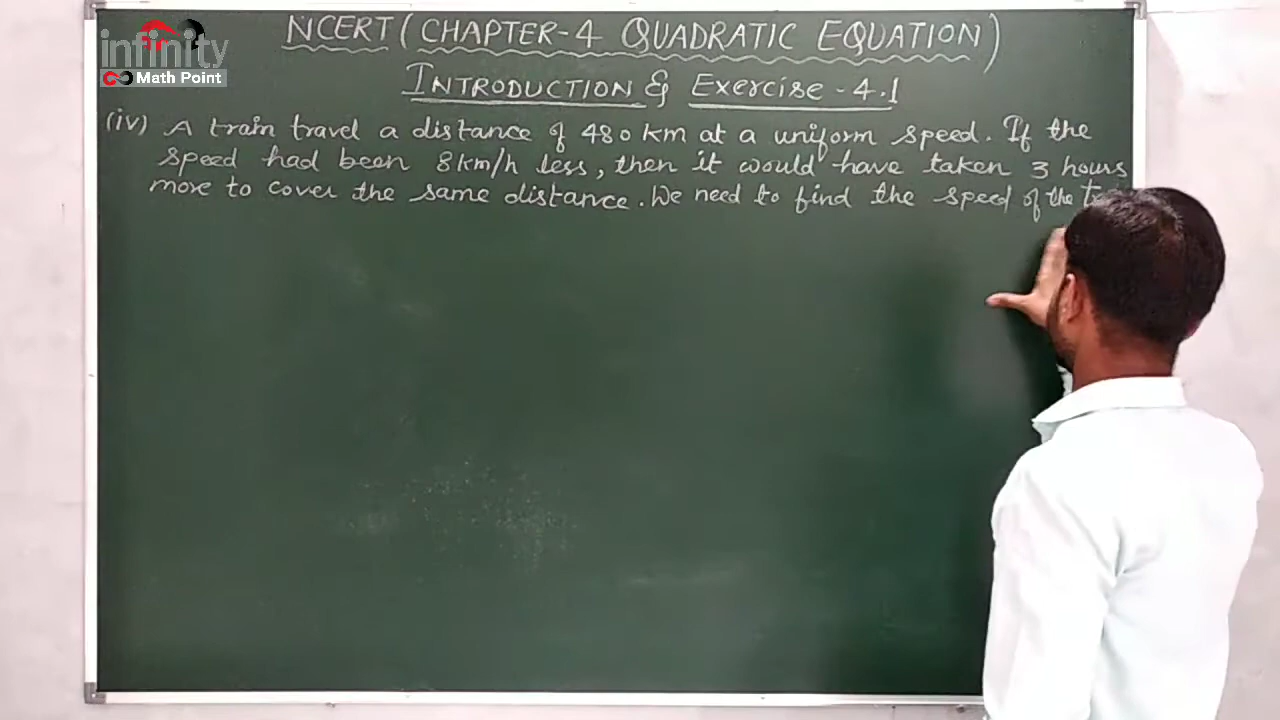 infinity
Math Point
NCERT (CHAPTER-4 QUADRATIC EQUATION)
INTRODUCTION & Exercise - 4.1
(iv) A train travel a distance of 480 km at a uniform speed. If the
speed had been 8km/h less, then it would have taken 3 hours
more to cover the same distance. We need to find the speed of the